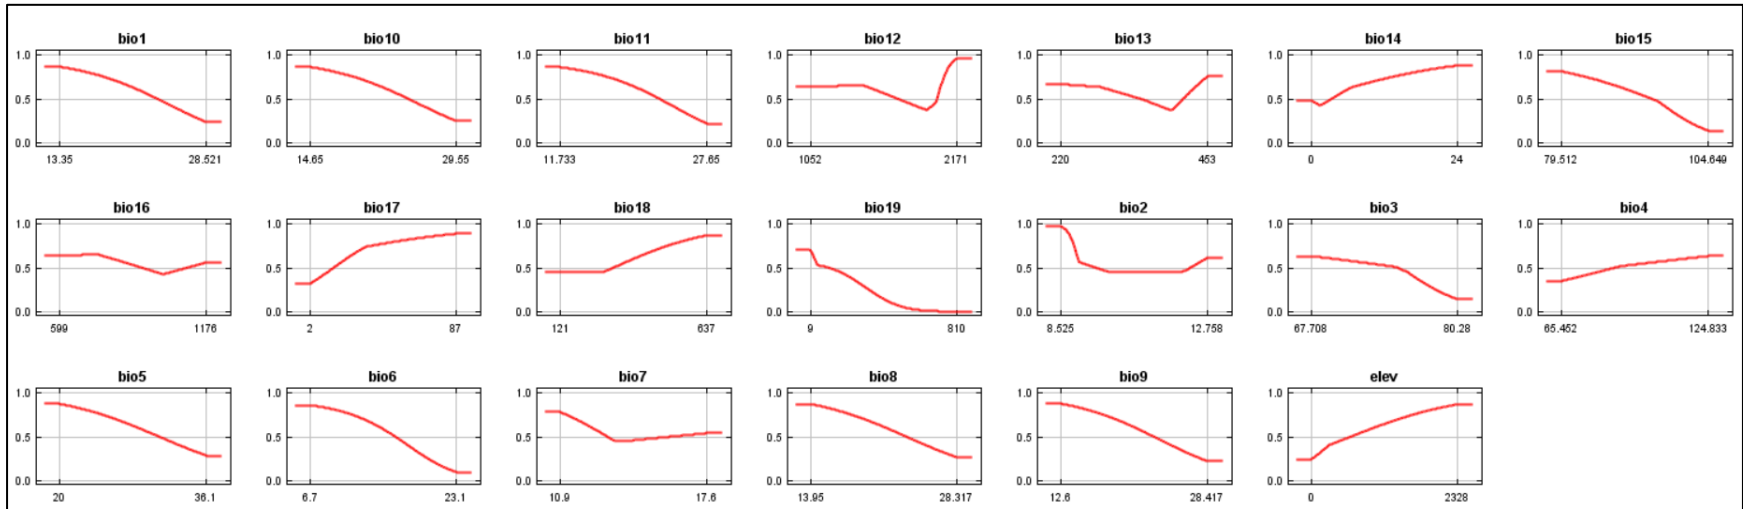 bio1 bio10 bio11 bio12 bio13 bio14 bio15
1.0 1.0 1.0 1.0 1.0 1.0 1.0
0.5 0.5 0.5 0.5 0.5 0.5 0.5
0.0 0.0 0.0 0.0 0.0 0.0 0.0
13.35 28.521 14.65 29.55 11.733 27.65 1052 2171 220 453 0 24 79.512 104.649
bio16 bio17 bio18 bio19 bio2 bio3 bio4
1.0 1.0 1.0 1.0 1.0 1.0 1.0
0.5 0.5 0.5 0.5 0.5 0.5 0.5
0.0 0.0 0.0 0.0 0.0 0.0 0.0
599 1176 2 87 121 637 9 810 8.525 12.758 67.708 80.28 65.452 124.833
bio5 bio6 bio7 bio8 bio9 elev
1.0 1.0 1.0 1.0 1.0 1.0
0.5 0.5 0.5 0.5 0.5 0.5
0.0 0.0 0.0 0.0 0.0 0.0
20 36.1 6.7 23.1 10.9 17.6 13.95 28.317 12.6 28.417 0 2328